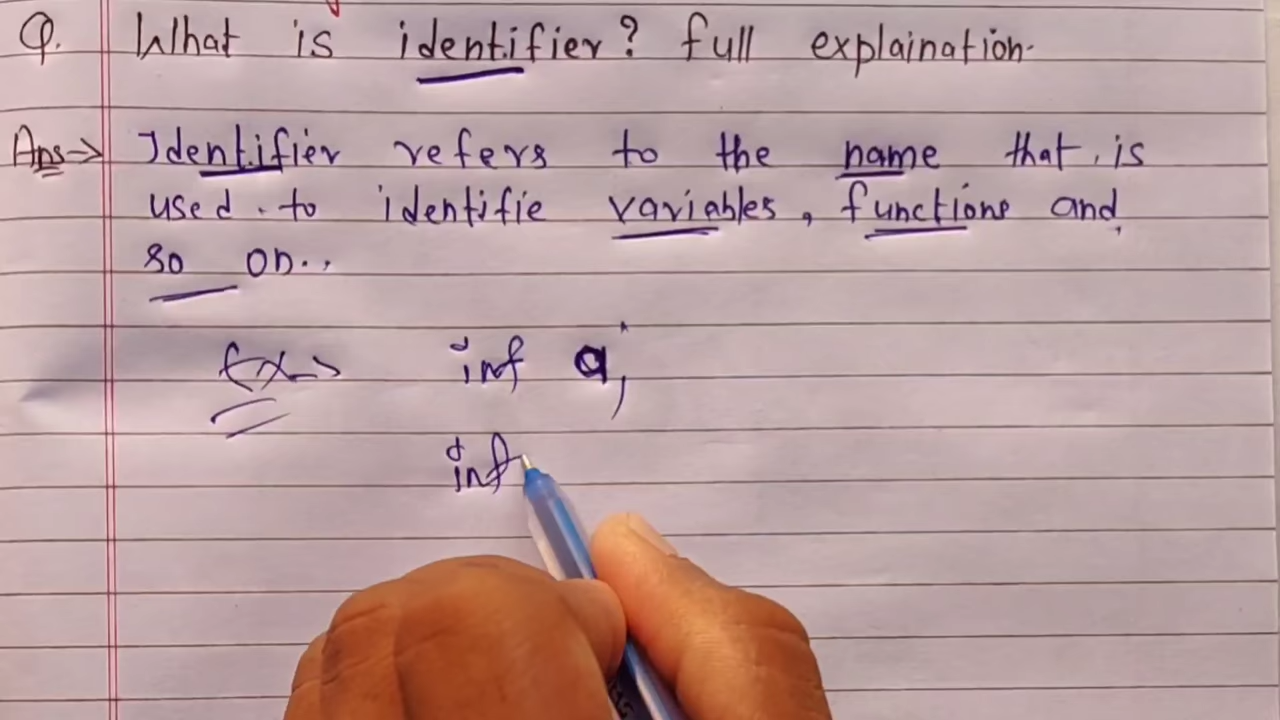 Q. What is identifier? full explaination.
Ans→ Identifier refers to the name that is
used to identifie variables, functions and
so on..
Ex→ int a;
int